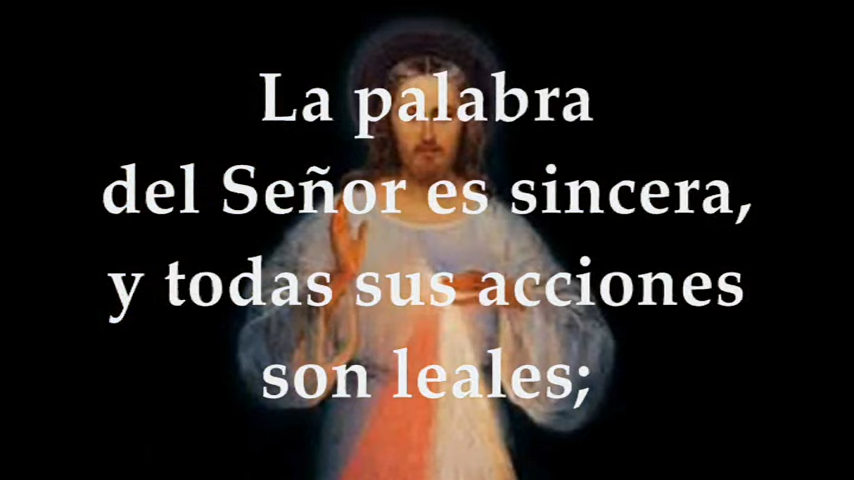 La palabra
del Señor es sincera,
y todas sus acciones
son leales;